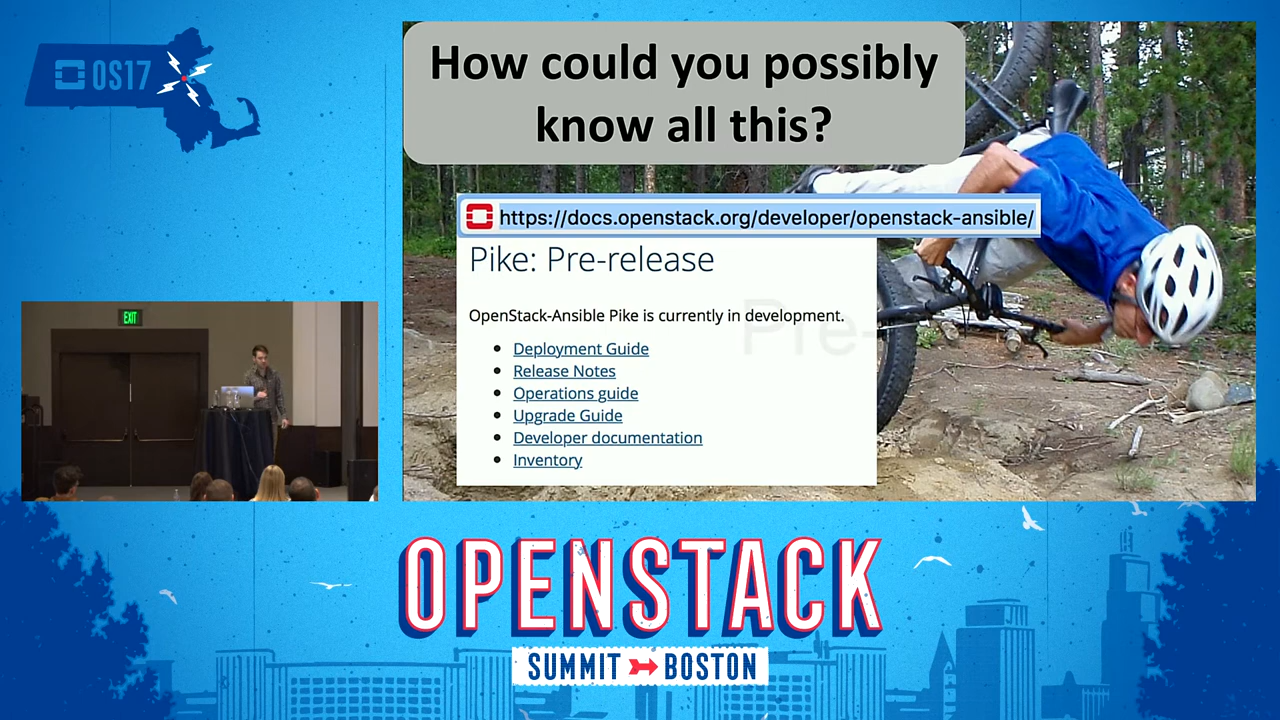 OS17
How could you possibly
know all this?
https://docs.openstack.org/developer/openstack-ansible/
Pike: Pre-release
Pre-
OpenStack-Ansible Pike is currently in development.
Deployment Guide
Release Notes
Operations guide
Upgrade Guide
Developer documentation
Inventory
EXIT
OPENSTACK
SUMMIT BOSTON